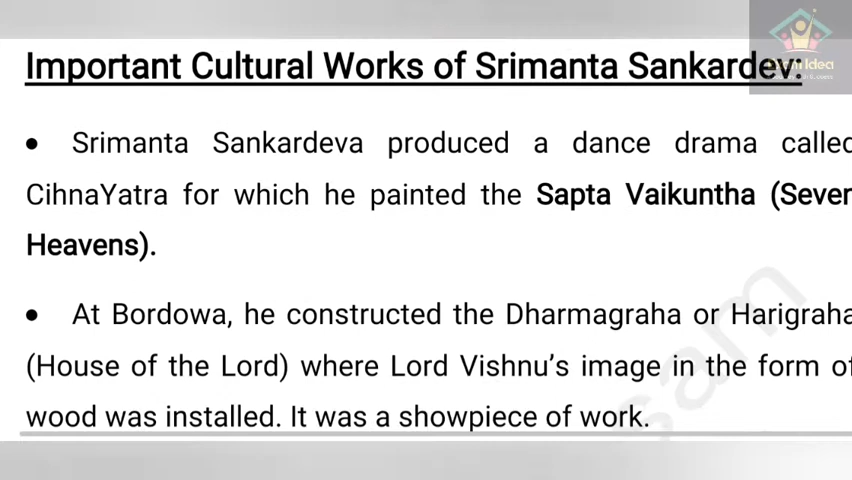 Important Cultural Works of Srimanta Sankardev:
• Srimanta Sankardeva produced a dance drama called
CihnaYatra for which he painted the Sapta Vaikuntha (Seven
Heavens).
• At Bordowa, he constructed the Dharmagraha or Harigraha
(House of the Lord) where Lord Vishnu's image in the form of
wood was installed. It was a showpiece of work.